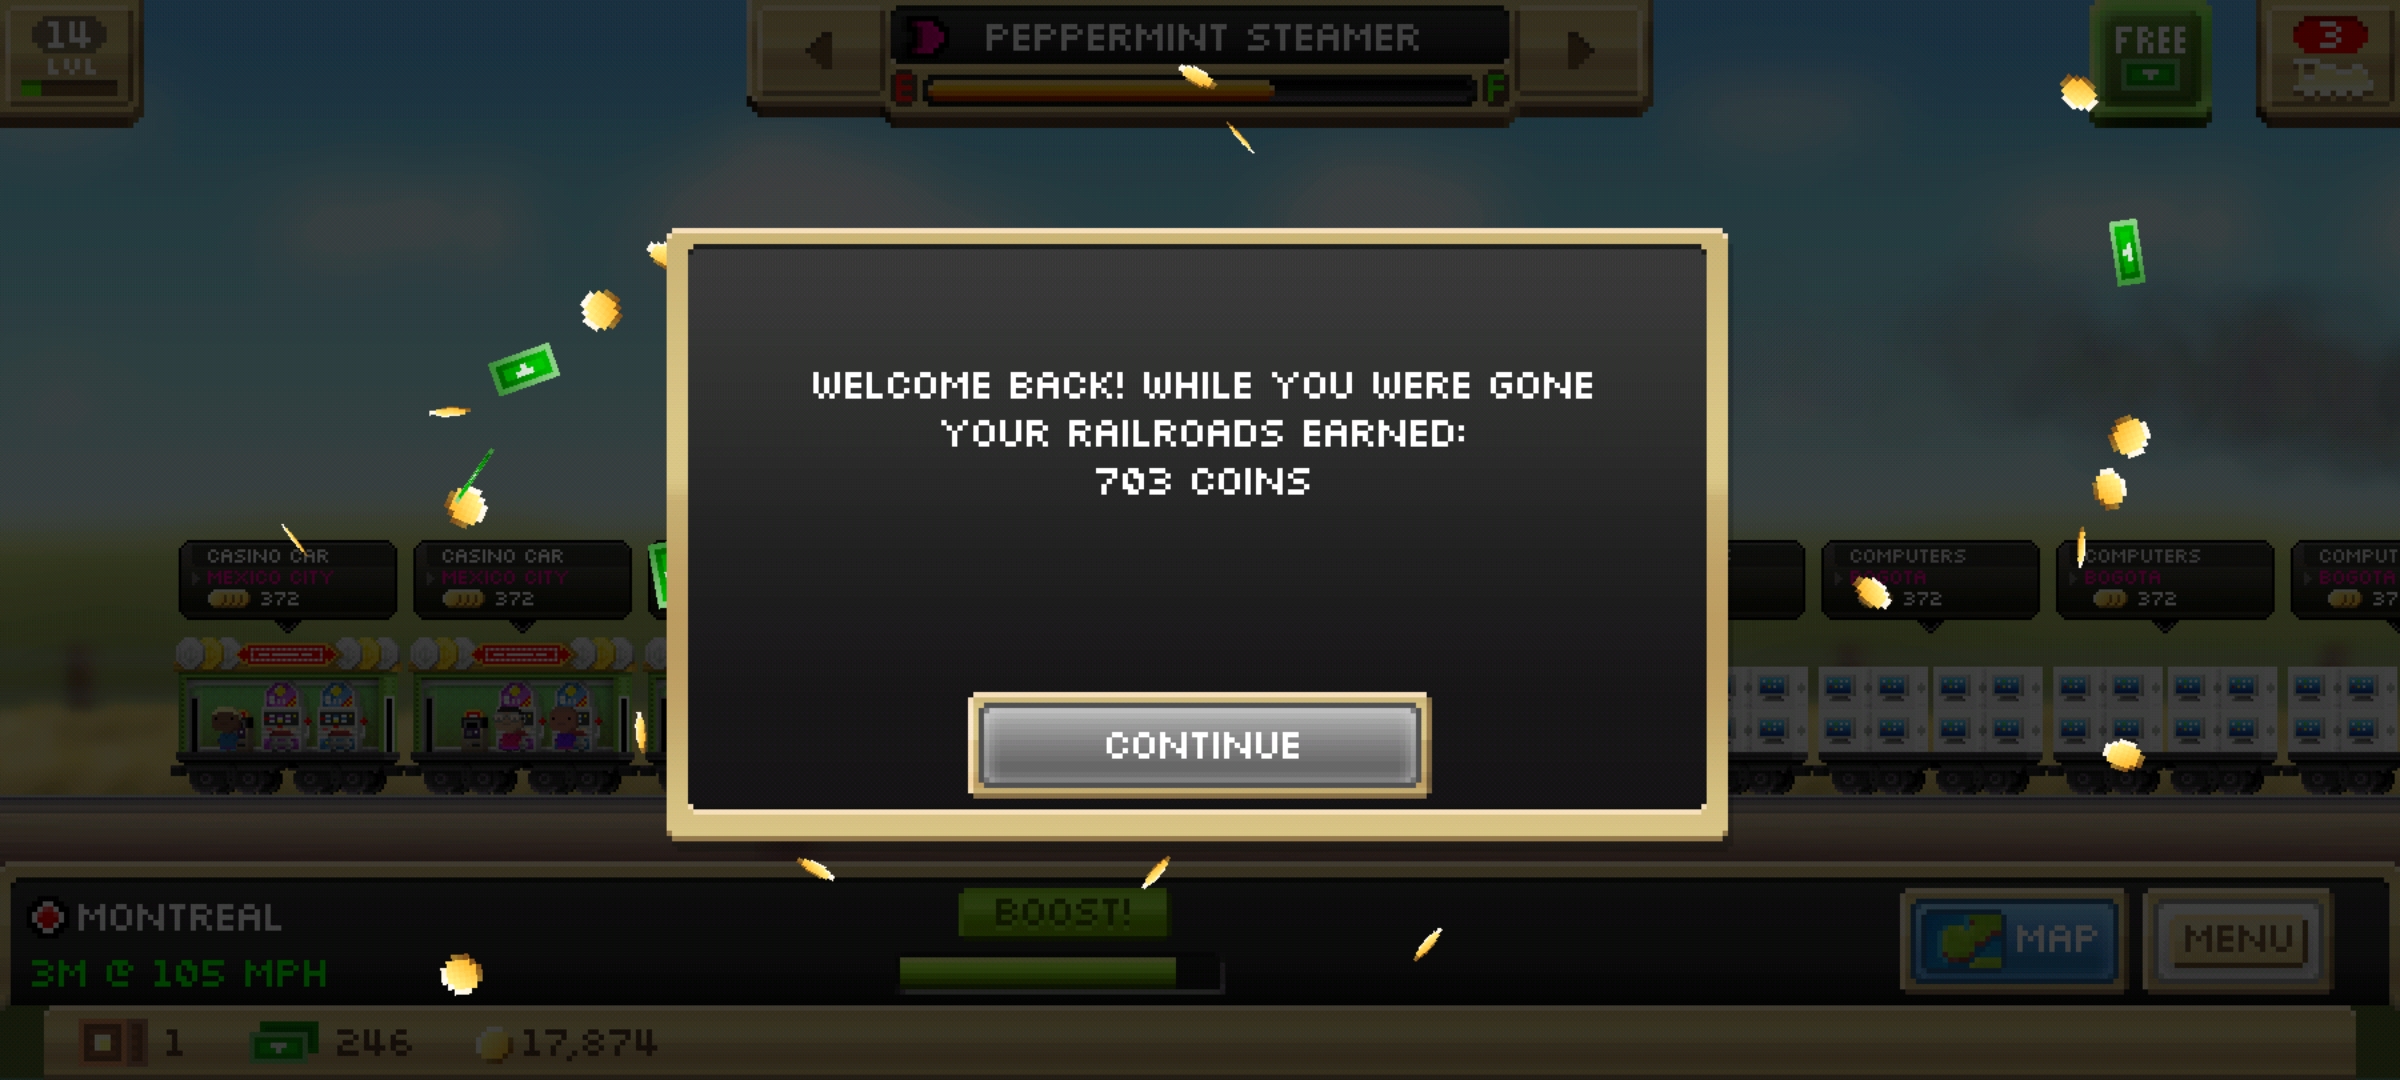 14
LVL
PEPPERMINT STEAMER
E
F
FREE
3
WELCOME BACK! WHILE YOU WERE GONE
YOUR RAILROADS EARNED:
703 COINS
CONTINUE
CASINO CAR
MEXICO CITY
372
CASINO CAR
MEXICO CITY
372
COMPUTERS
BOGOTA
372
COMPUTERS
BOGOTA
372
COMPUT
BOGOTA
37
MONTREAL
3M @ 105 MPH
BOOST!
MAP
MENU
1
246
17,874